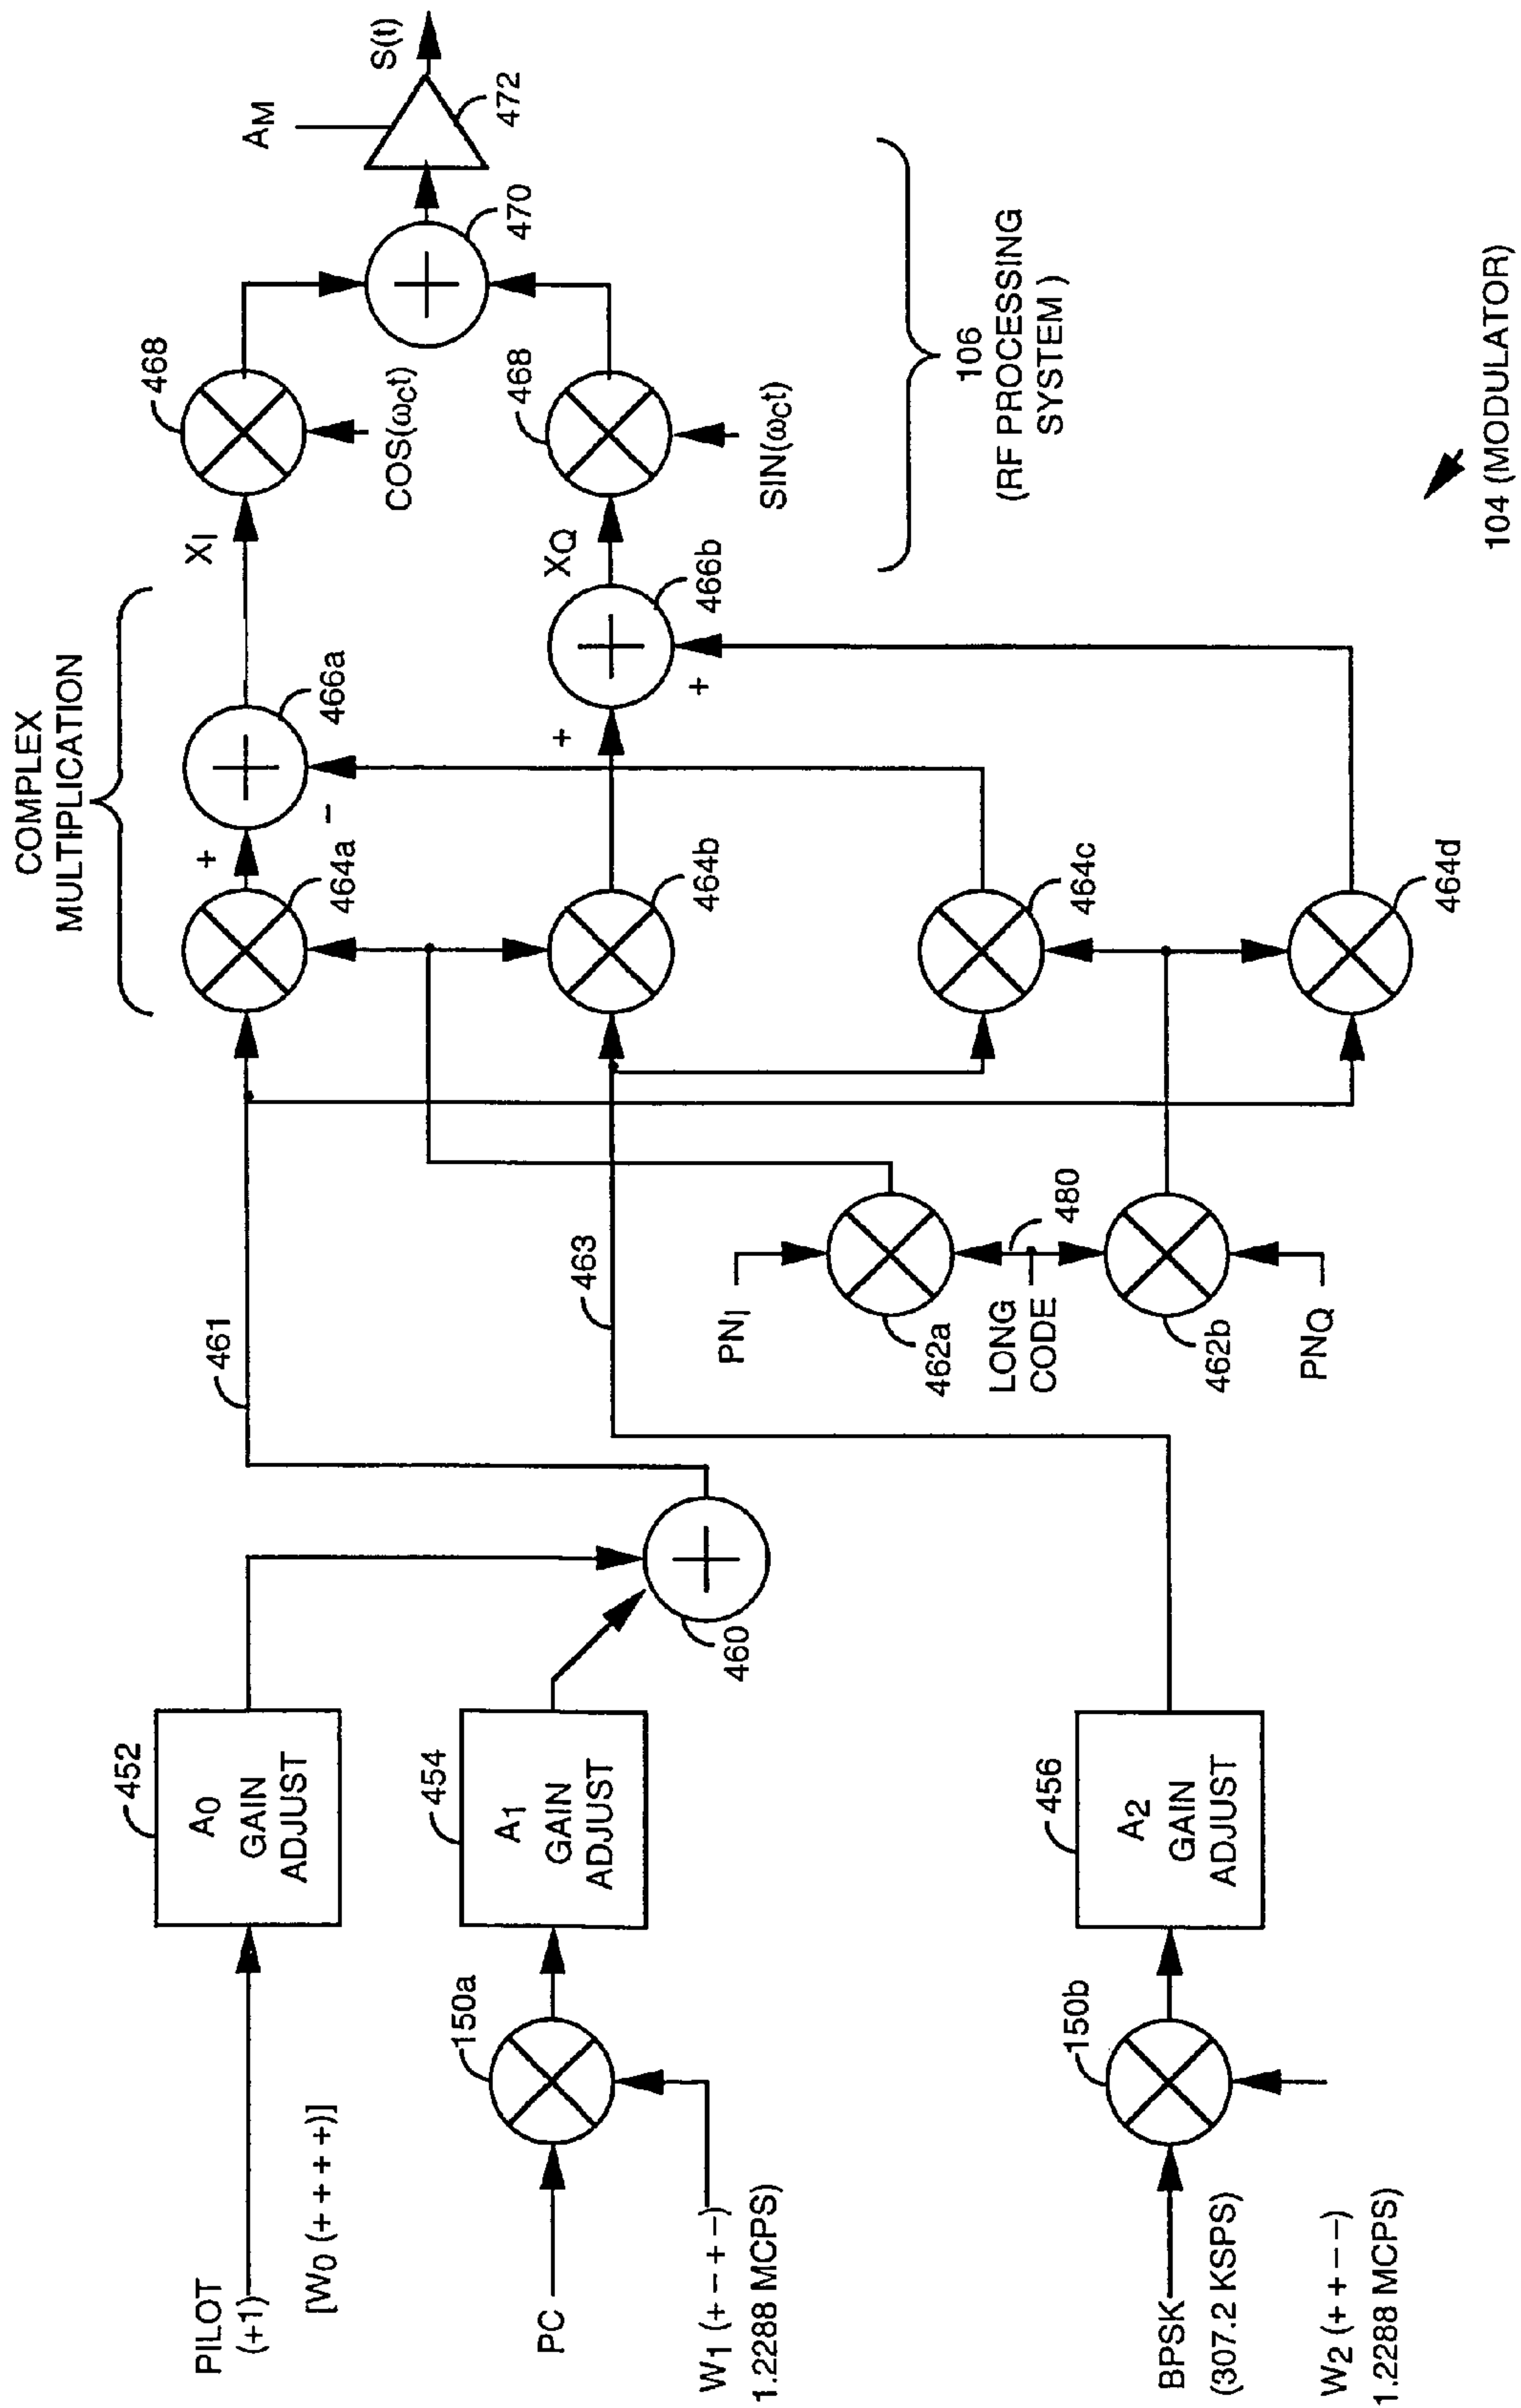 PILOT
(+1)
[W0 (+ + + +)]
452
A0
GAIN
ADJUST
PC
150a
W1 (+ − + −)
1.2288 MCPS
454
A1
GAIN
ADJUST
460
BPSK
(307.2 KSPS)
150b
W2 (+ + − −)
1.2288 MCPS
456
A2
GAIN
ADJUST
461
463
PNI
462a
LONG
CODE
480
462b
PNQ
COMPLEX
MULTIPLICATION
464a
+
−
466a
XI
464b
+
+
466b
XQ
464c
464d
468
COS(ωct)
468
SIN(ωct)
470
AM
472
S(t)
106
(RF PROCESSING
SYSTEM )
104 (MODULATOR)